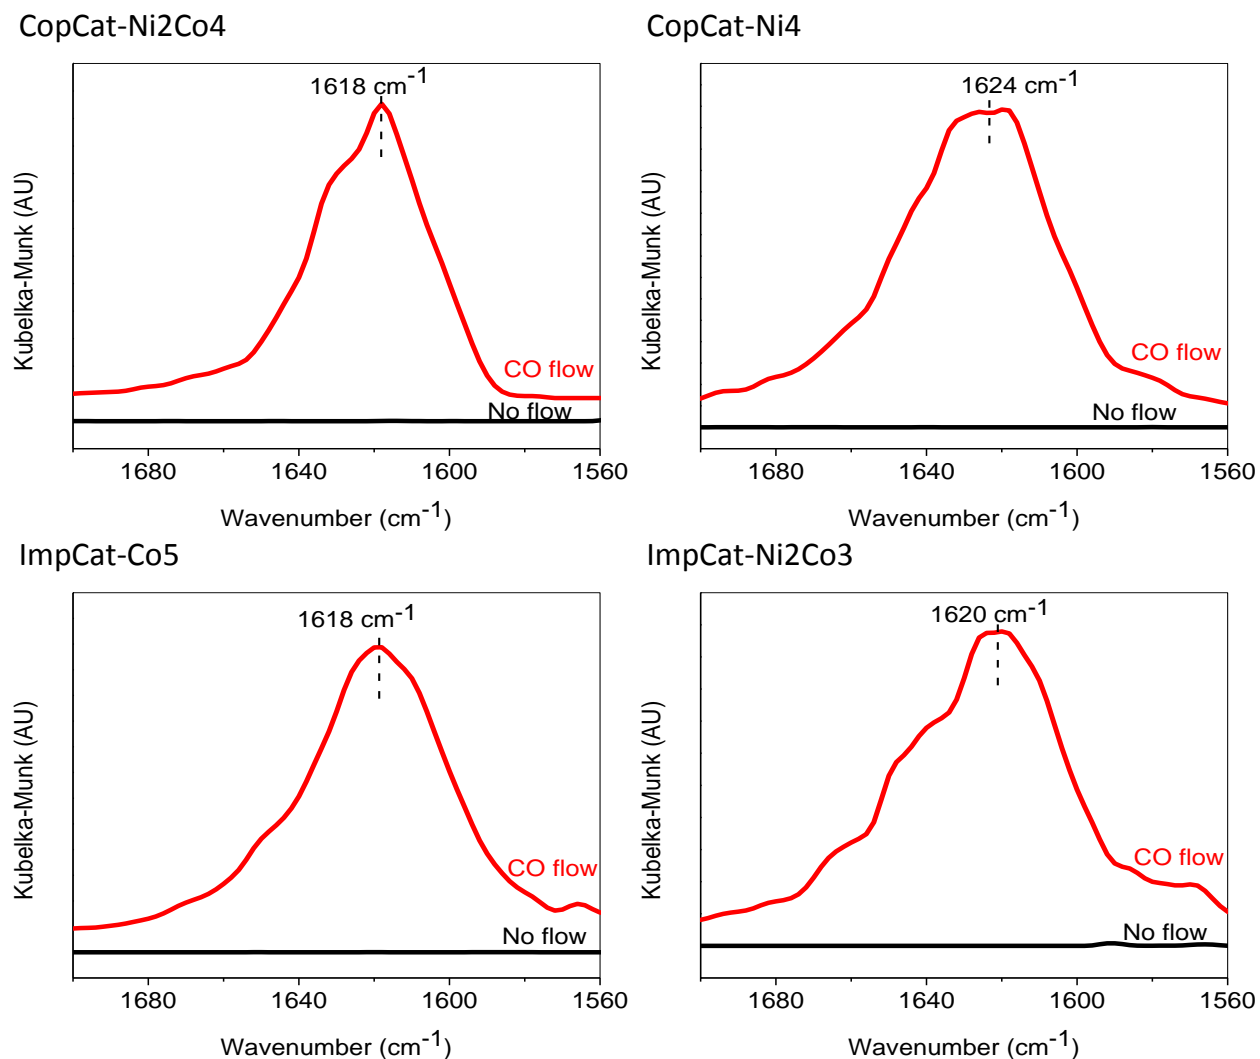 CopCat-Ni2Co4
1618 cm-1
Kubelka-Munk (AU)
CO flow
No flow
1680 1640 1600 1560
Wavenumber (cm-1)
CopCat-Ni4
1624 cm-1
Kubelka-Munk (AU)
CO flow
No flow
1680 1640 1600 1560
Wavenumber (cm-1)
ImpCat-Co5
1618 cm-1
Kubelka-Munk (AU)
CO flow
No flow
1680 1640 1600 1560
Wavenumber (cm-1)
ImpCat-Ni2Co3
1620 cm-1
Kubelka-Munk (AU)
CO flow
No flow
1680 1640 1600 1560
Wavenumber (cm-1)